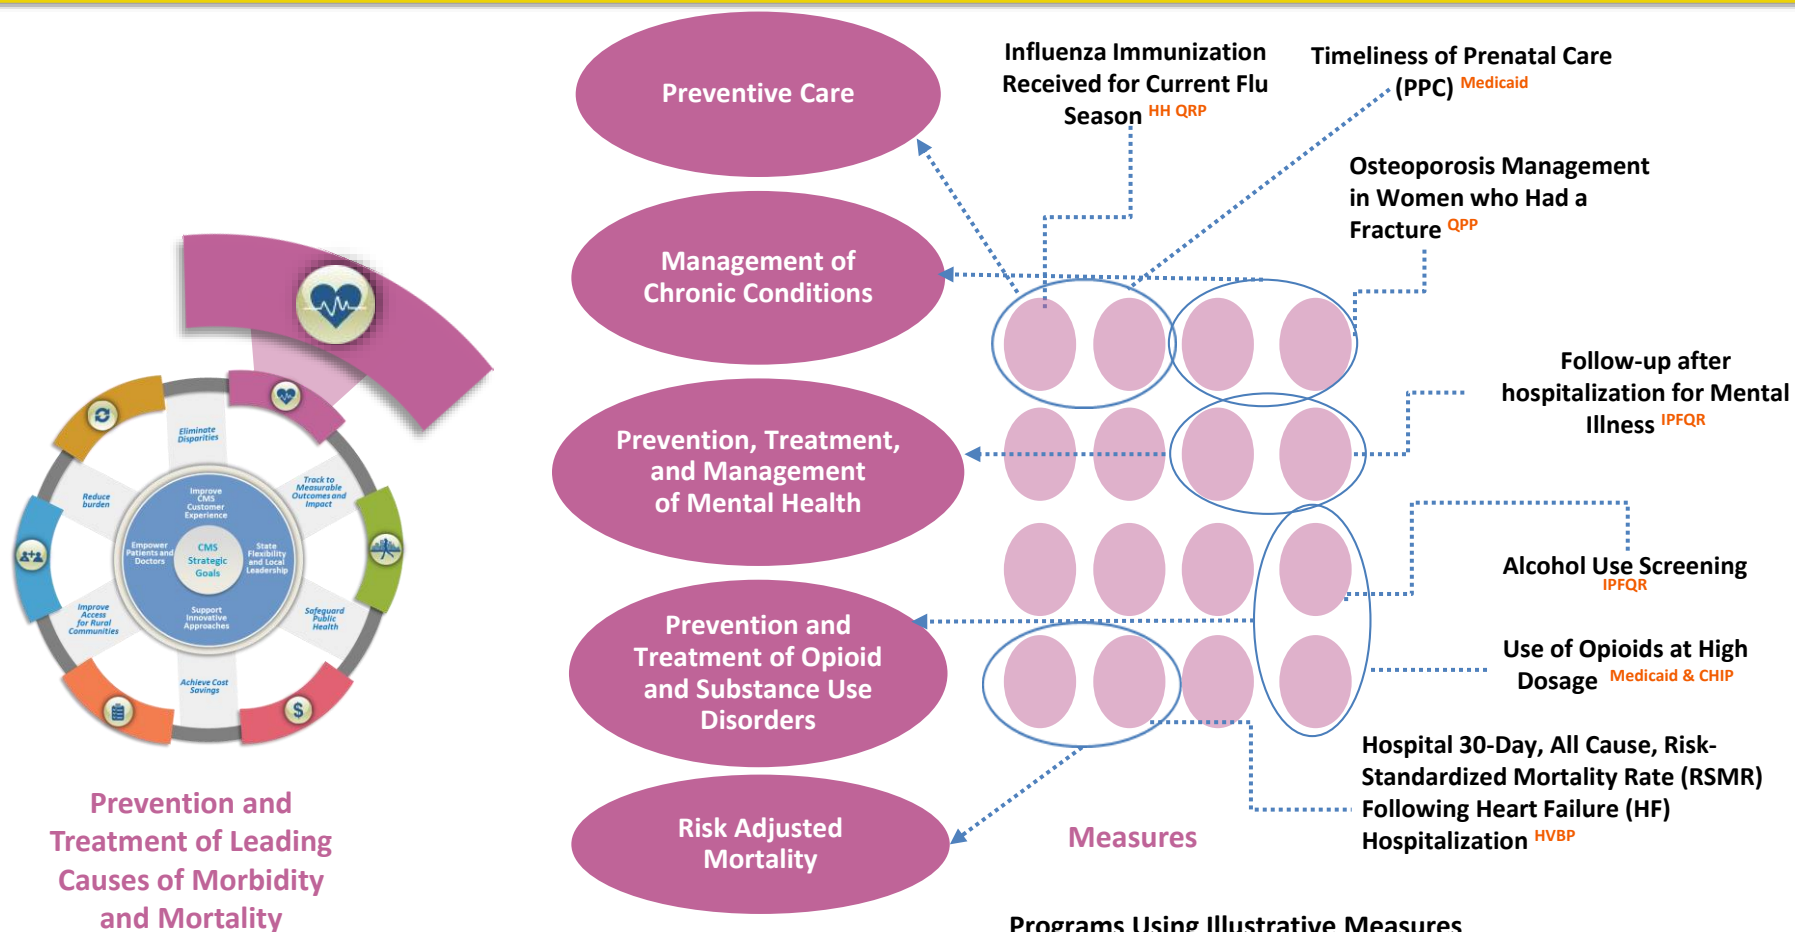 Preventive Care
Management of
Chronic Conditions
Prevention, Treatment,
and Management
of Mental Health
Prevention and
Treatment of Opioid
and Substance Use
Disorders
Risk Adjusted
Mortality
Influenza Immunization
Received for Current Flu
Season HH QRP
Timeliness of Prenatal Care
(PPC) Medicaid
Osteoporosis Management
in Women who Had a
Fracture QPP
Follow-up after
hospitalization for Mental
Illness IPFQR
Alcohol Use Screening
IPFQR
Use of Opioids at High
Dosage Medicaid & CHIP
Hospital 30-Day, All Cause, Risk-
Standardized Mortality Rate (RSMR)
Following Heart Failure (HF)
Hospitalization HVBP
Measures
Programs Using Illustrative Measures
Eliminate
Disparities
Track to
Measurable
Outcomes and
Impact
Safeguard
Public
Health
Achieve Cost
Savings
Improve
Access
for Rural
Communities
Reduce
burden
Improve
CMS
Customer
Experience
State
Flexibility
and Local
Leadership
Support
Innovative
Approaches
Empower
Patients and
Doctors
CMS
Strategic
Goals
$
Prevention and
Treatment of Leading
Causes of Morbidity
and Mortality